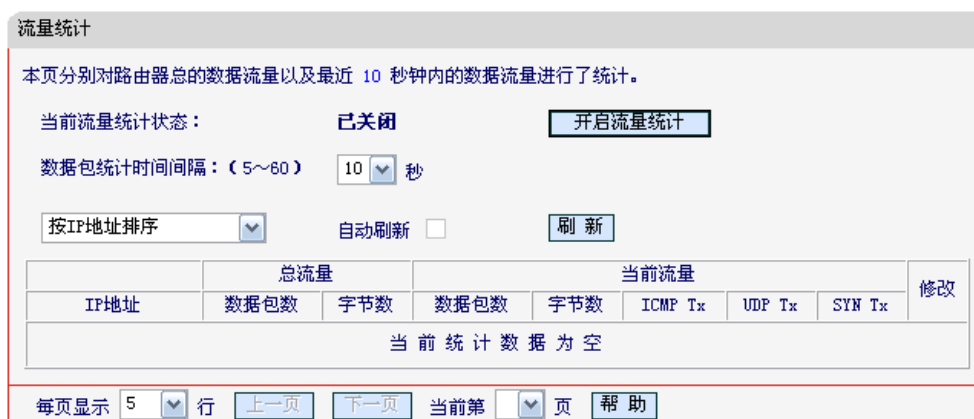 流量统计
本页分别对路由器总的数据流量以及最近 10 秒钟内的数据流量进行了统计。
当前流量统计状态： 已关闭 开启流量统计
数据包统计时间间隔：（5～60） 10 秒
按IP地址排序 自动刷新 刷 新
总流量 当前流量 修改
IP地址 数据包数 字节数 数据包数 字节数 ICMP Tx UDP Tx SYN Tx
当 前 统 计 数 据 为 空
每页显示 5 行 上一页 下一页 当前第 页 帮 助